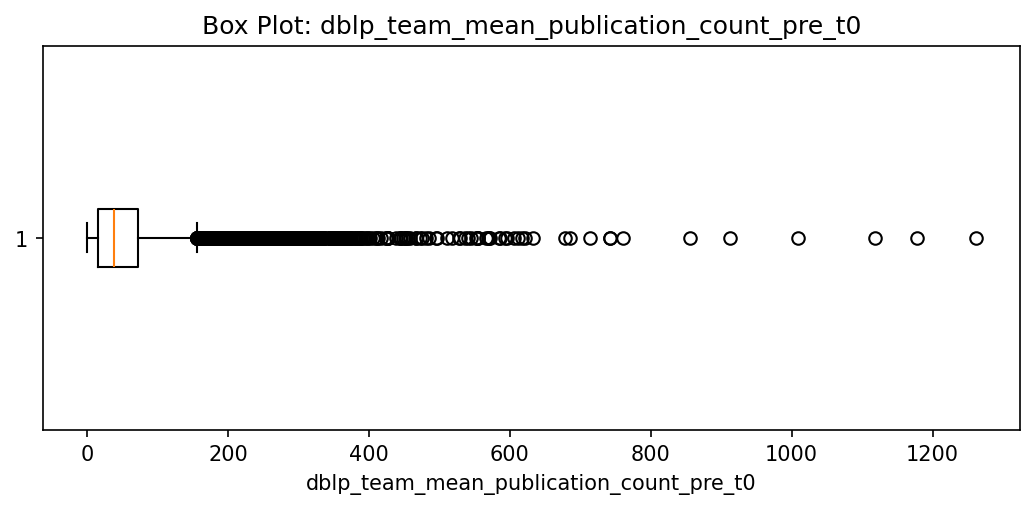 Box Plot: dblp_team_mean_publication_count_pre_t0
1
0 200 400 600 800 1000 1200
dblp_team_mean_publication_count_pre_t0